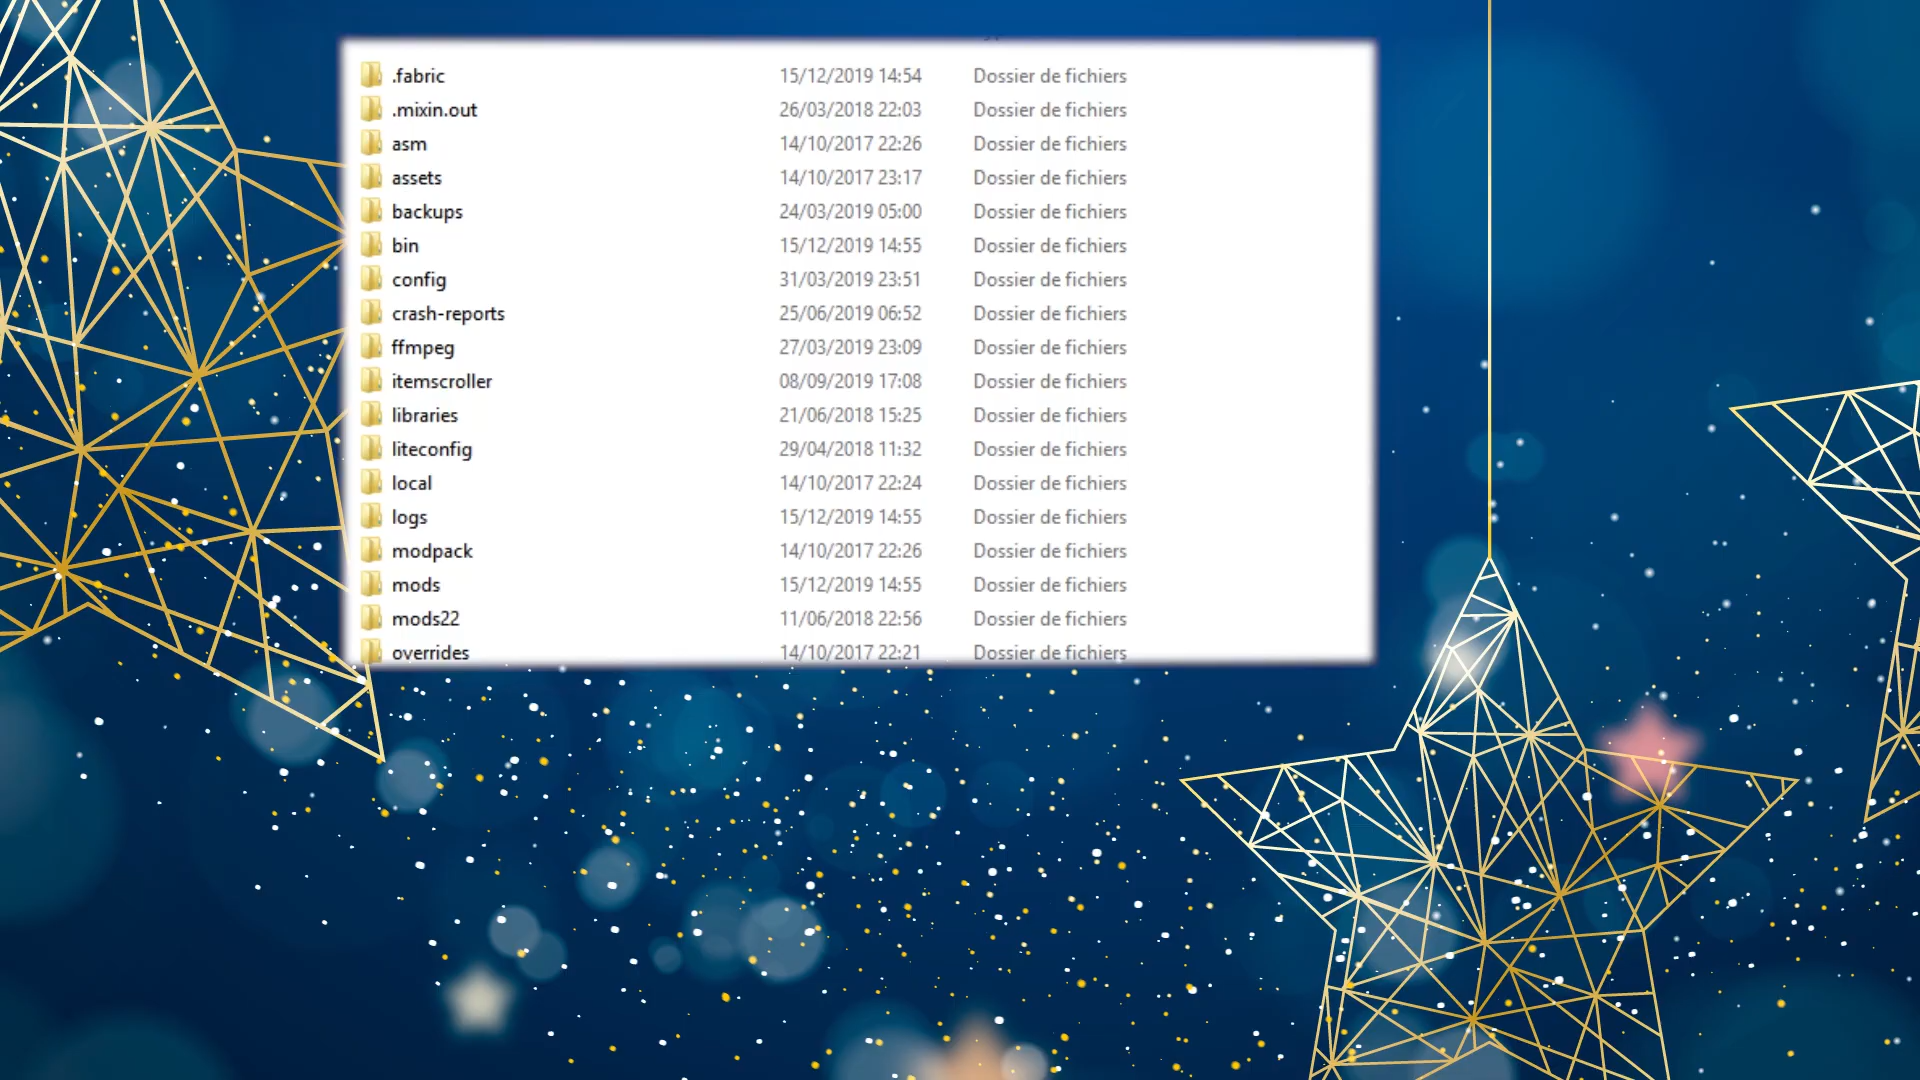 .fabric 15/12/2019 14:54 Dossier de fichiers
.mixin.out 26/03/2018 22:03 Dossier de fichiers
asm 14/10/2017 22:26 Dossier de fichiers
assets 14/10/2017 23:17 Dossier de fichiers
backups 24/03/2019 05:00 Dossier de fichiers
bin 15/12/2019 14:55 Dossier de fichiers
config 31/03/2019 23:51 Dossier de fichiers
crash-reports 25/06/2019 06:52 Dossier de fichiers
ffmpeg 27/03/2019 23:09 Dossier de fichiers
itemscroller 08/09/2019 17:08 Dossier de fichiers
libraries 21/06/2018 15:25 Dossier de fichiers
liteconfig 29/04/2018 11:32 Dossier de fichiers
local 14/10/2017 22:24 Dossier de fichiers
logs 15/12/2019 14:55 Dossier de fichiers
modpack 14/10/2017 22:26 Dossier de fichiers
mods 15/12/2019 14:55 Dossier de fichiers
mods22 11/06/2018 22:56 Dossier de fichiers
overrides 14/10/2017 22:21 Dossier de fichiers